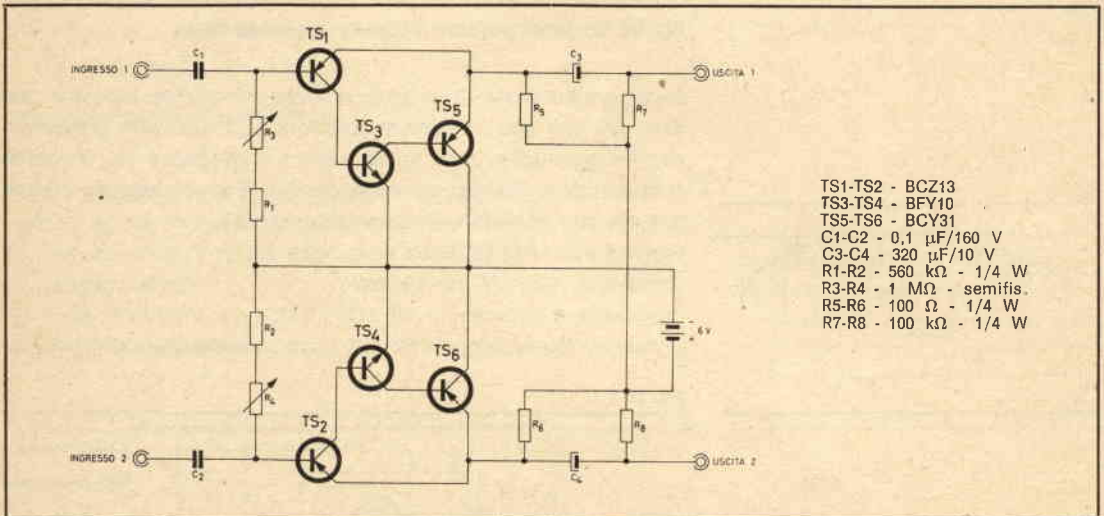 TS1
C1
C3
INGRESSO 1
USCITA 1
TS5
R5
R7
TS3
R3
R1
R2
TS4
6 V
TS6
R4
TS2
R6
R8
INGRESSO 2
USCITA 2
C2
C4
TS1-TS2 - BCZ13
TS3-TS4 - BFY10
TS5-TS6 - BCY31
C1-C2 - 0,1 μF/160 V
C3-C4 - 320 μF/10 V
R1-R2 - 560 kΩ - 1/4 W
R3-R4 - 1 MΩ - semifis.
R5-R6 - 100 Ω - 1/4 W
R7-R8 - 100 kΩ - 1/4 W